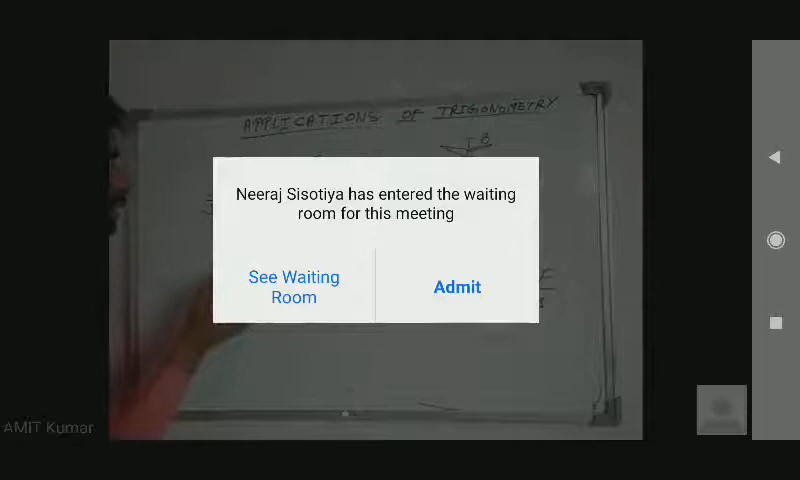 APPLICATIONS OF TRIGONOMETRY
B
Neeraj Sisotiya has entered the waiting
room for this meeting
See Waiting
Room
Admit
AMIT Kumar